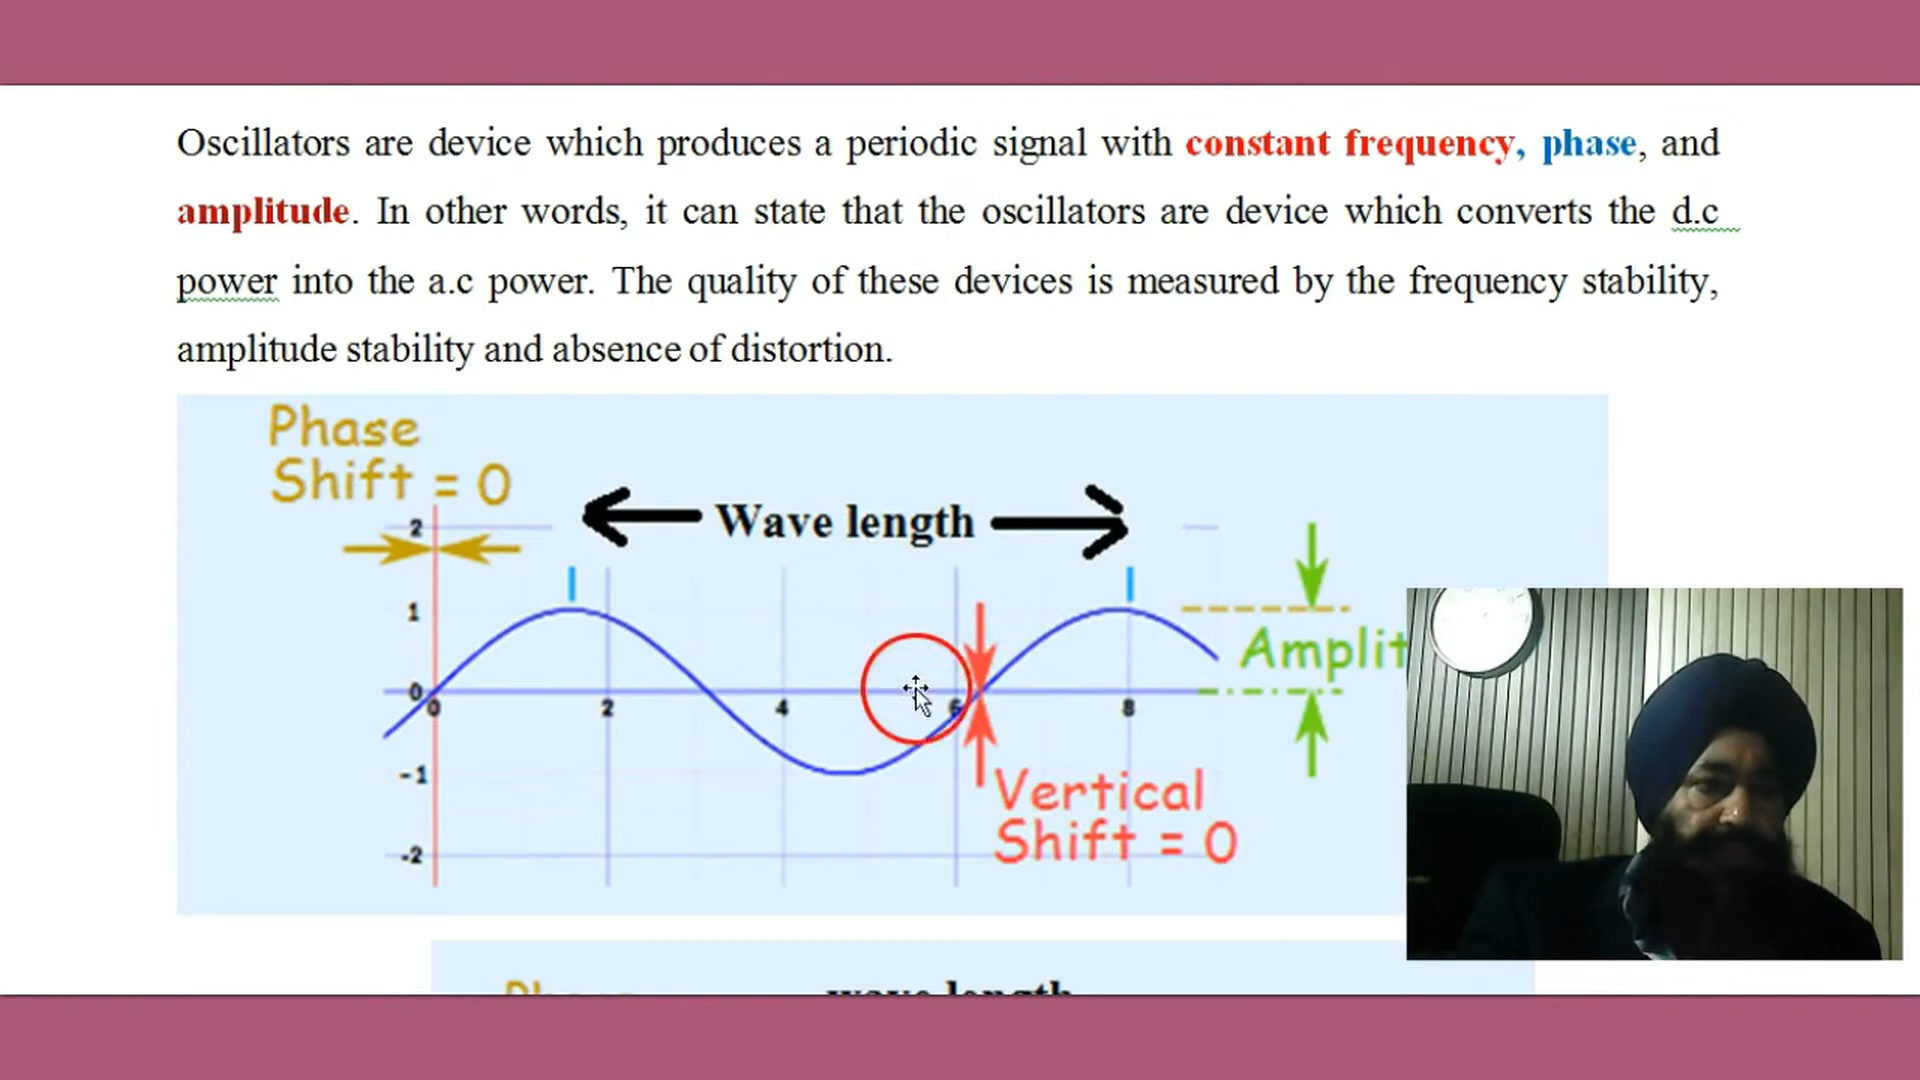 Oscillators are device which produces a periodic signal with constant frequency, phase, and
amplitude. In other words, it can state that the oscillators are device which converts the d.c
power into the a.c power. The quality of these devices is measured by the frequency stability,
amplitude stability and absence of distortion.
Phase
Shift = 0
Wave length
2
1
0
0 2 4 6 8
-1
-2
Amplit
Vertical
Shift = 0
wave length